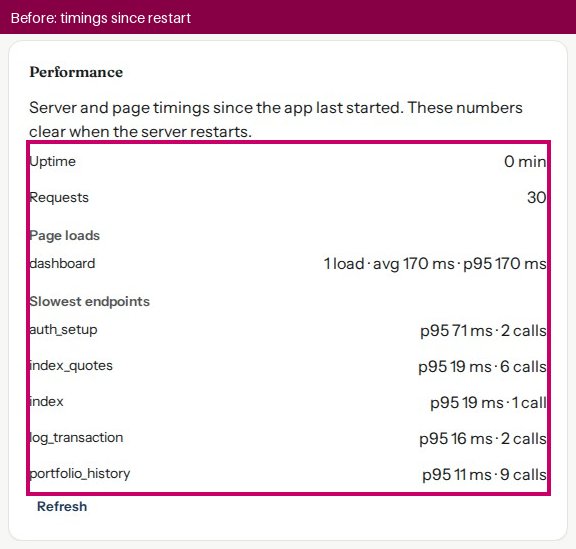 Before: timings since restart
Performance
Server and page timings since the app last started. These numbers
clear when the server restarts.
Uptime 0 min
Requests 30
Page loads
dashboard 1 load · avg 170 ms · p95 170 ms
Slowest endpoints
auth_setup p95 71 ms · 2 calls
index_quotes p95 19 ms · 6 calls
index p95 19 ms · 1 call
log_transaction p95 16 ms · 2 calls
portfolio_history p95 11 ms · 9 calls
Refresh